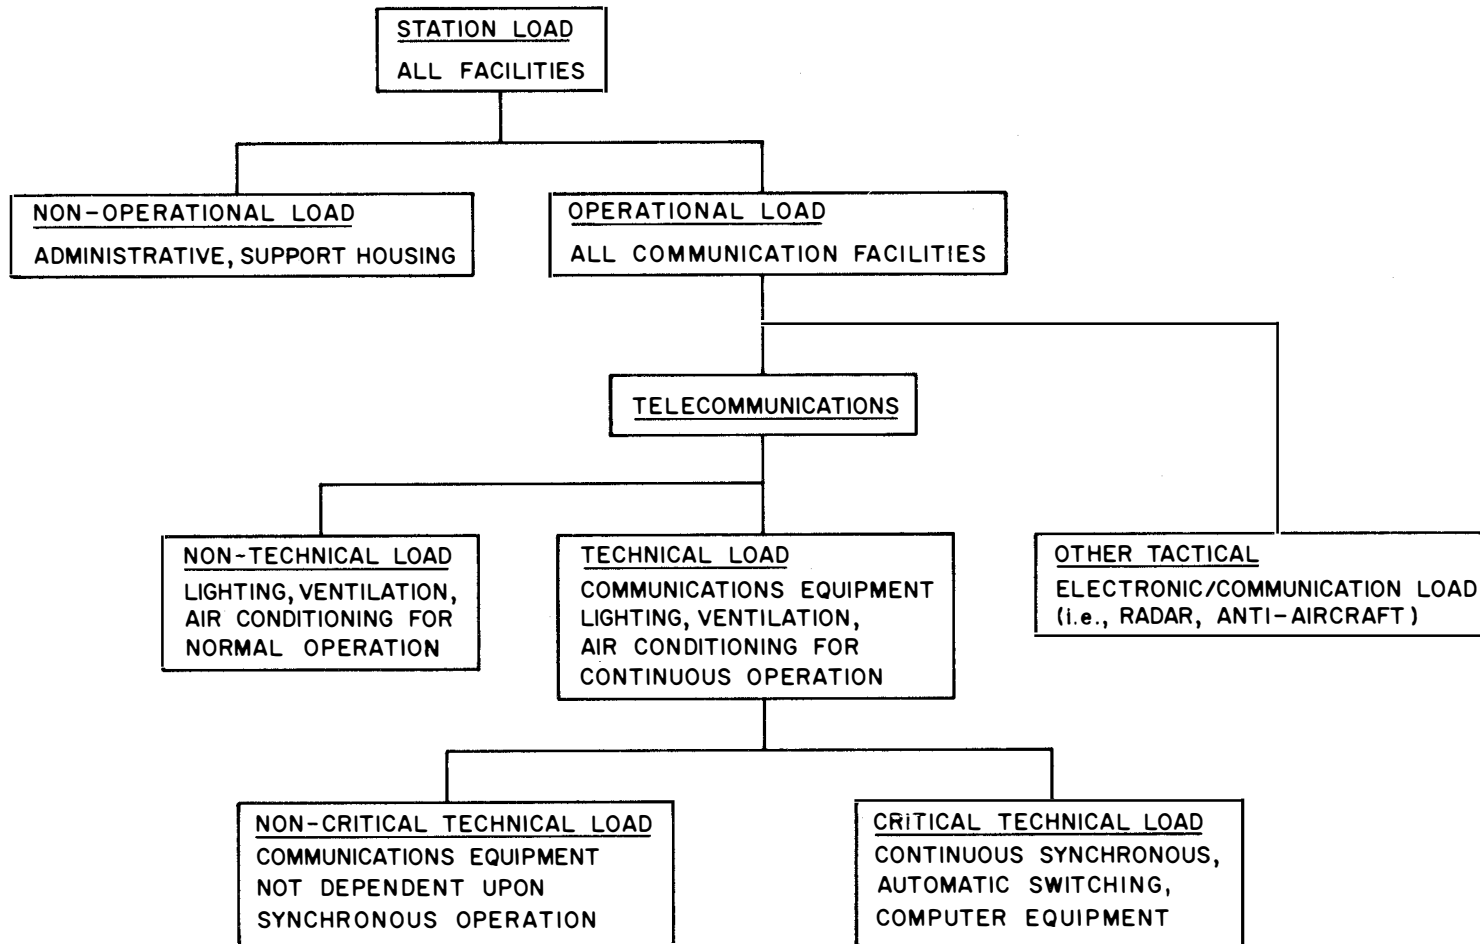 STATION LOAD
ALL FACILITIES
NON-OPERATIONAL LOAD
ADMINISTRATIVE, SUPPORT HOUSING
OPERATIONAL LOAD
ALL COMMUNICATION FACILITIES
TELECOMMUNICATIONS
NON-TECHNICAL LOAD
LIGHTING, VENTILATION,
AIR CONDITIONING FOR
NORMAL OPERATION
TECHNICAL LOAD
COMMUNICATIONS EQUIPMENT
LIGHTING, VENTILATION,
AIR CONDITIONING FOR
CONTINUOUS OPERATION
OTHER TACTICAL
ELECTRONIC/COMMUNICATION LOAD
(i.e., RADAR, ANTI-AIRCRAFT)
NON-CRITICAL TECHNICAL LOAD
COMMUNICATIONS EQUIPMENT
NOT DEPENDENT UPON
SYNCHRONOUS OPERATION
CRITICAL TECHNICAL LOAD
CONTINUOUS SYNCHRONOUS,
AUTOMATIC SWITCHING,
COMPUTER EQUIPMENT